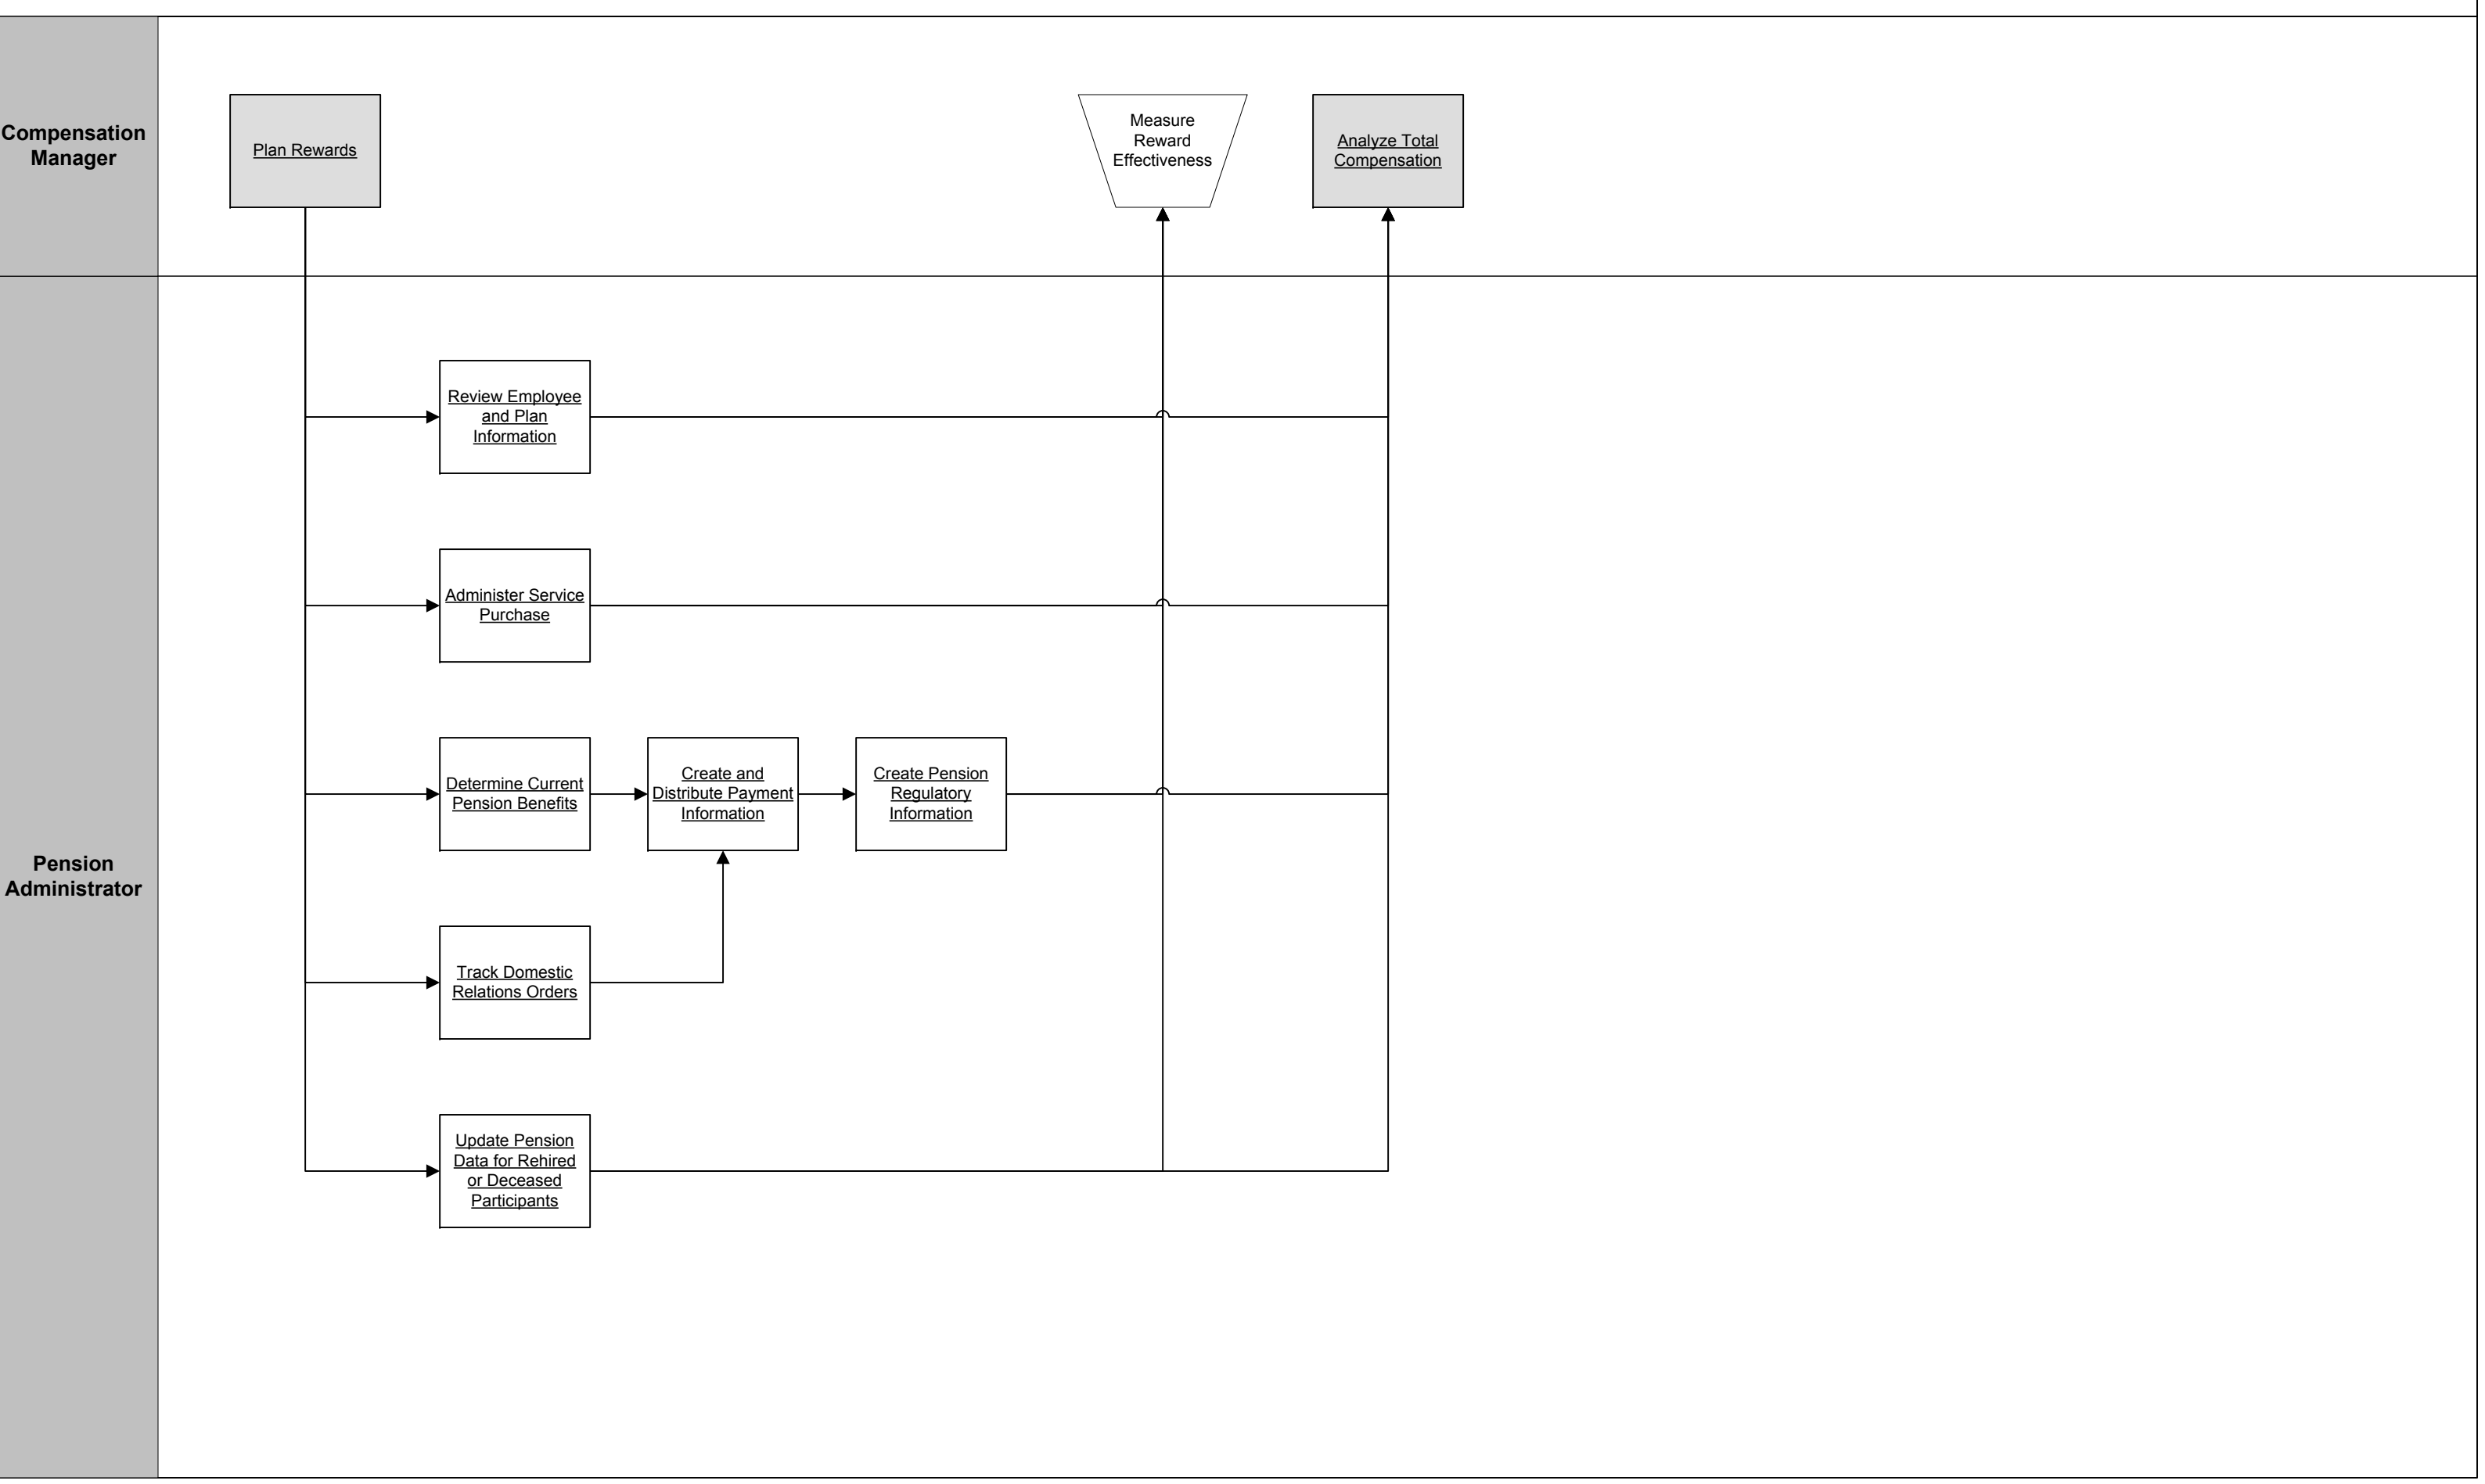 Compensation
Manager
Plan Rewards
Measure
Reward
Effectiveness
Analyze Total
Compensation
Pension
Administrator
Review Employee
and Plan
Information
Administer Service
Purchase
Determine Current
Pension Benefits
Create and
Distribute Payment
Information
Create Pension
Regulatory
Information
Track Domestic
Relations Orders
Update Pension
Data for Rehired
or Deceased
Participants